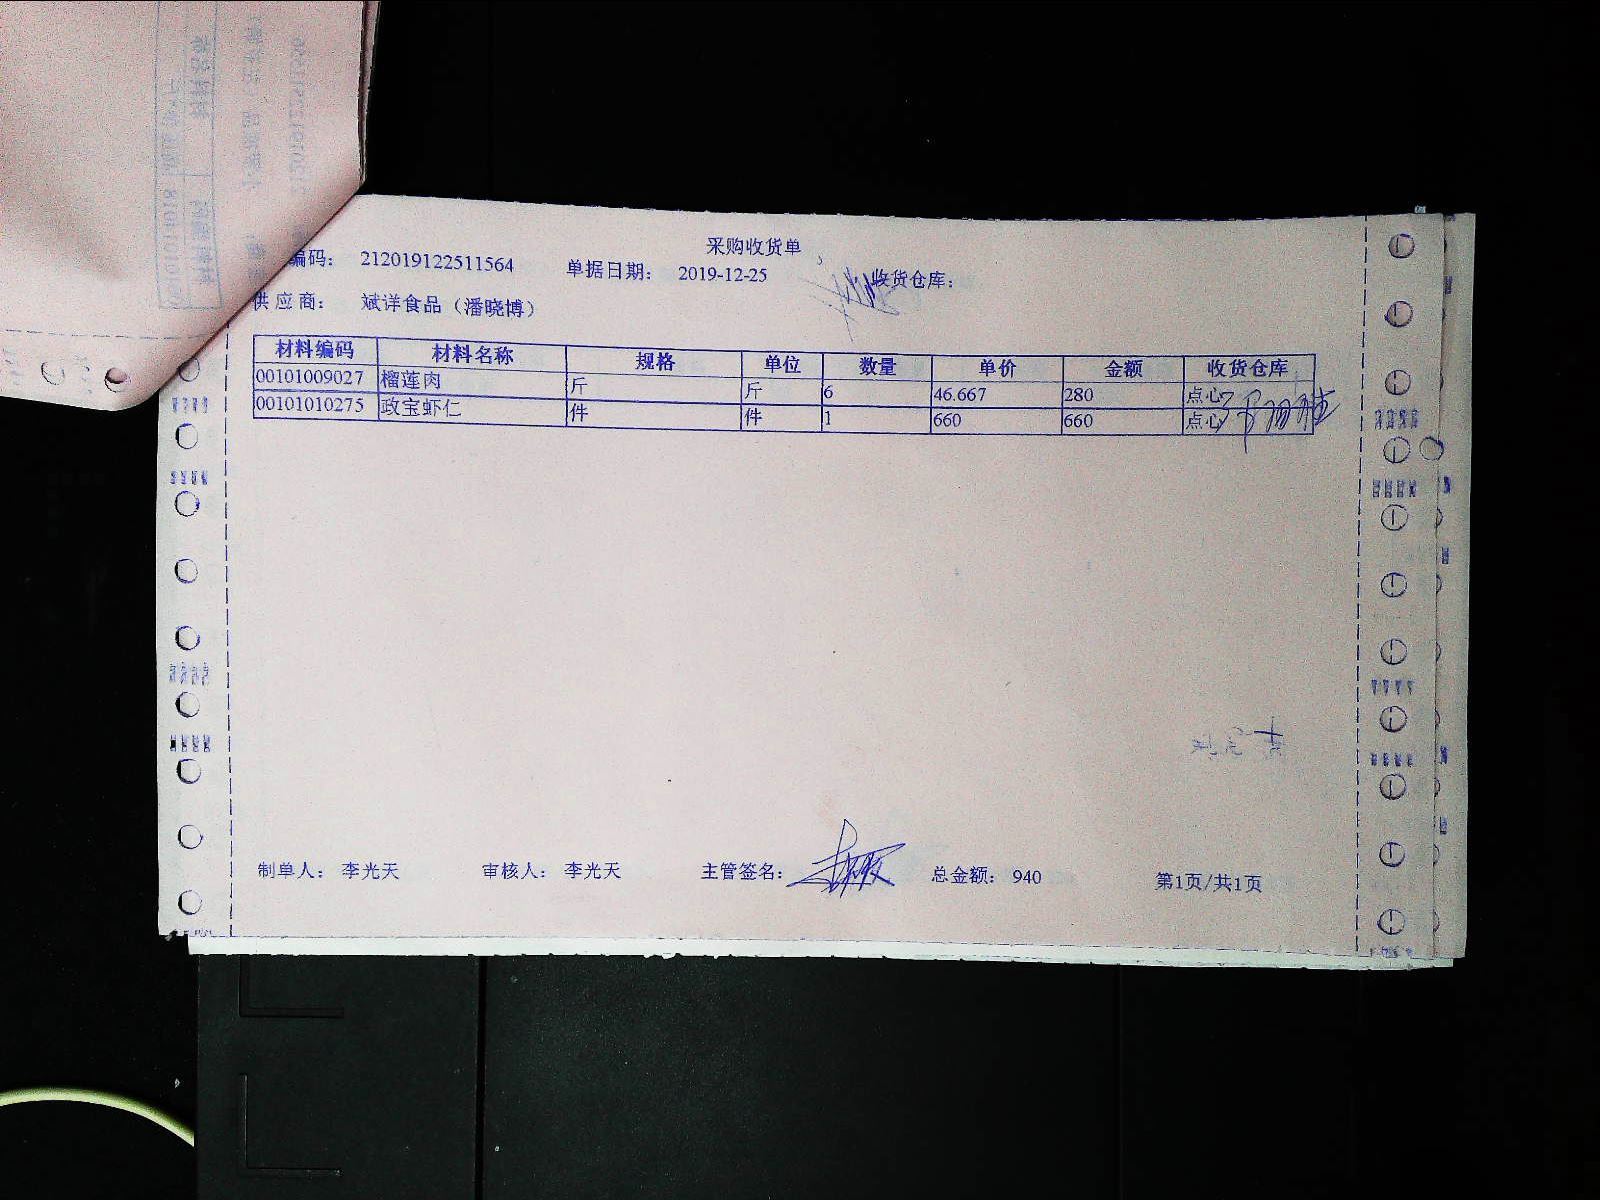 采购收货单
编码： 212019122511564 单据日期： 2019-12-25 收货仓库：
供应商： 斌洋食品（潘晓博）
材料编码 材料名称 规格 单位 数量 单价 金额 收货仓库
00101009027 榴莲肉 斤 斤 6 46.667 280 点心
00101010275 政宝虾仁 件 件 1 660 660 点心
制单人： 李光天 审核人： 李光天 主管签名： 总金额： 940 第1页/共1页